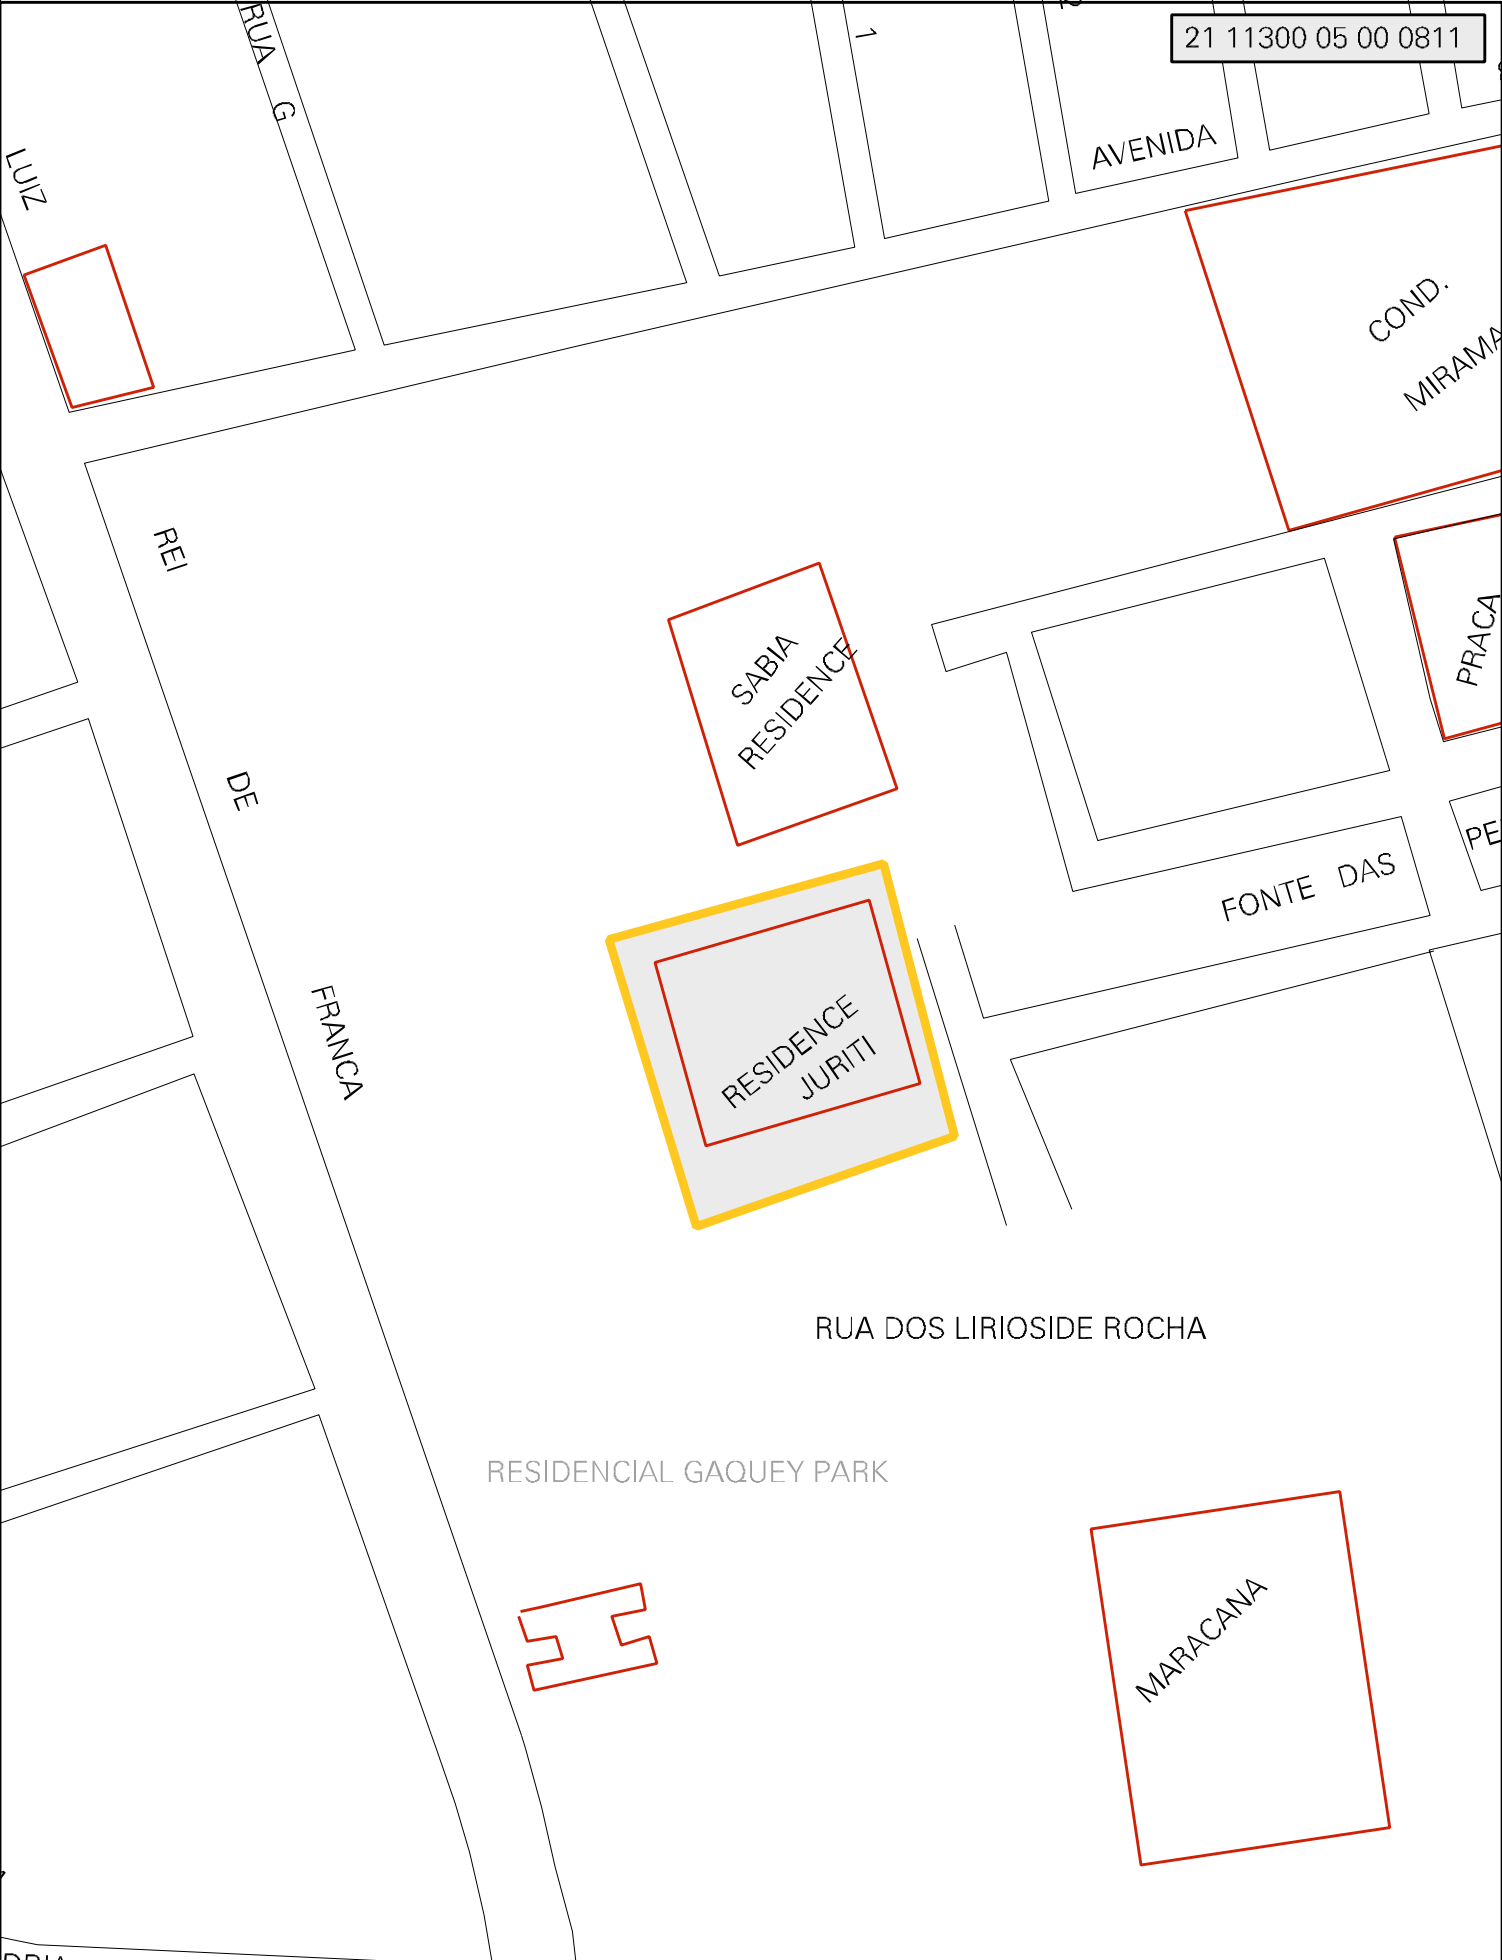 RUA G
1
21 11300 05 00 0811
AVENIDA
LUIZ
COND.
MIRAMA
REI
PRACA
SABIA
RESIDENCE
DE
PE
FONTE DAS
FRANCA
RESIDENCE
JURITI
RUA DOS LIRIOSIDE ROCHA
RESIDENCIAL GAQUEY PARK
MARACANA